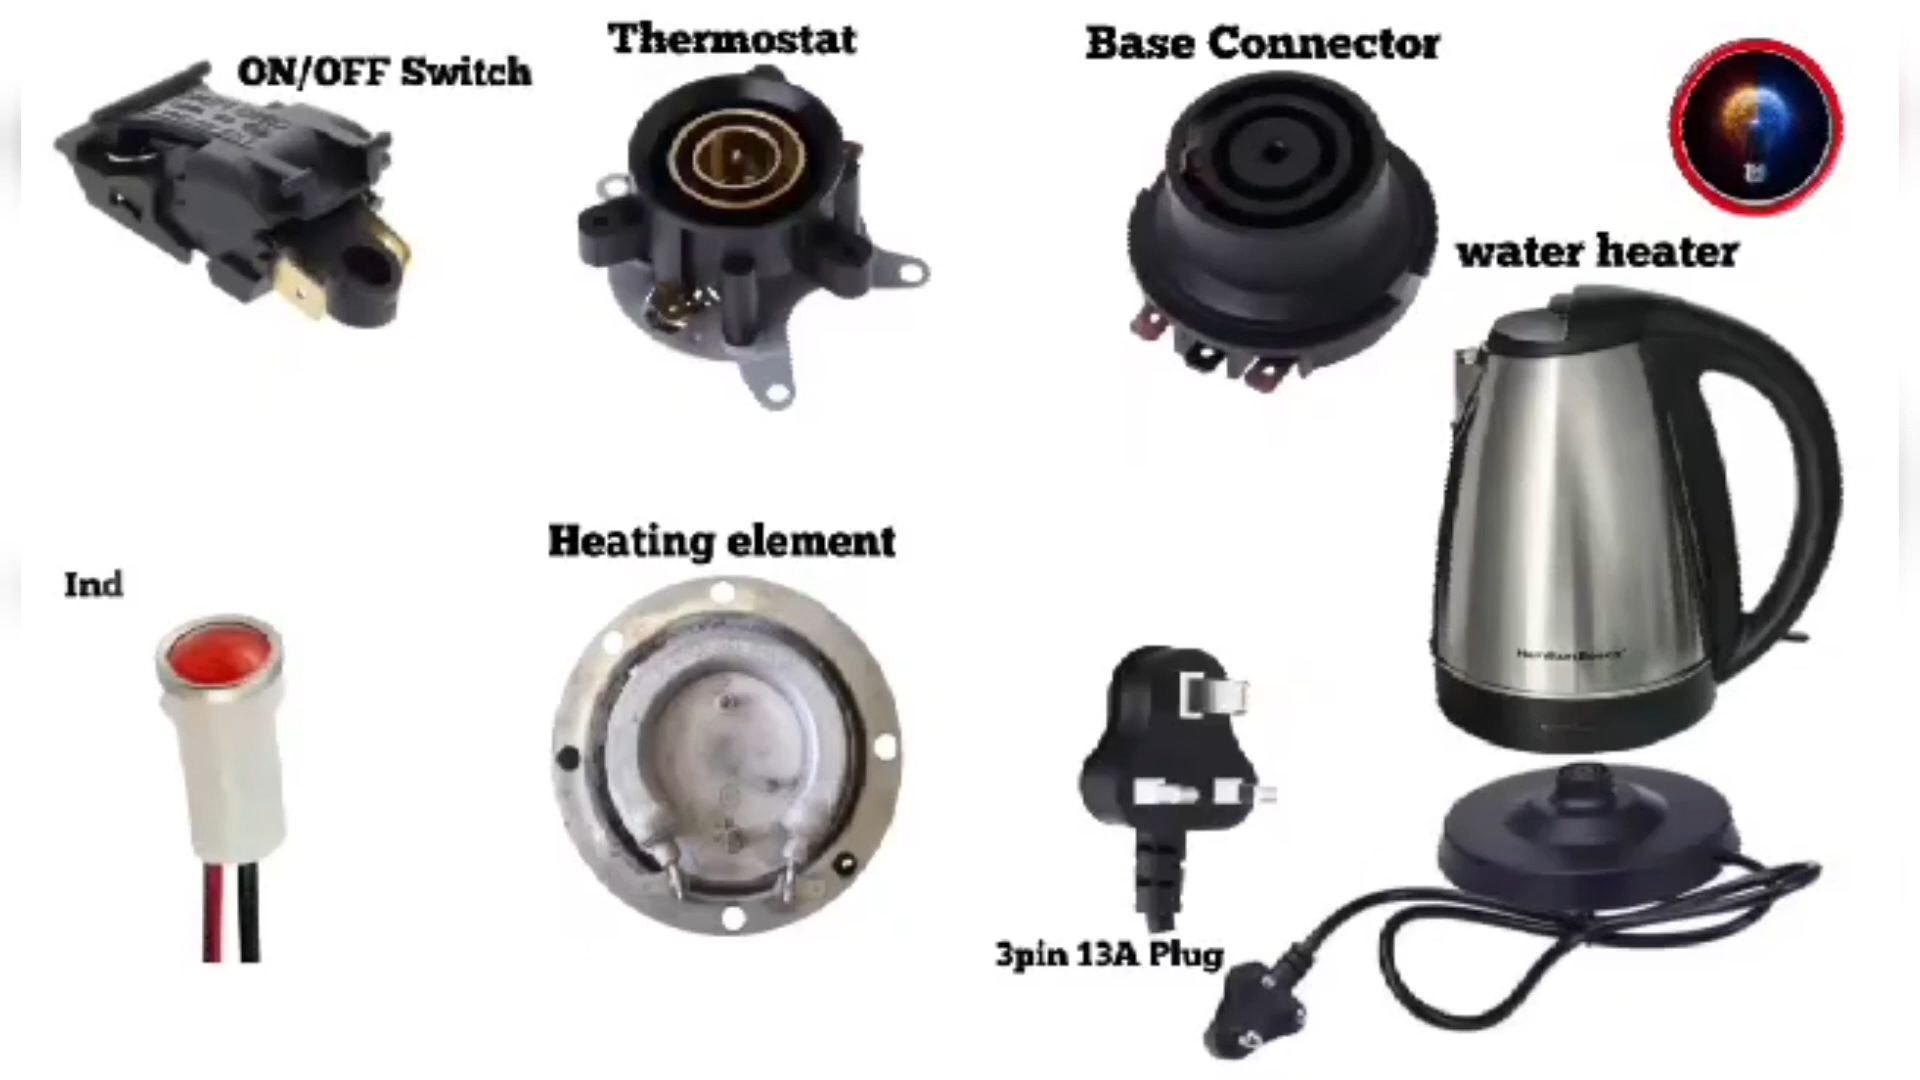 Thermostat
Base Connector
ON/OFF Switch
water heater
Heating element
Ind
3pin 13A Plug